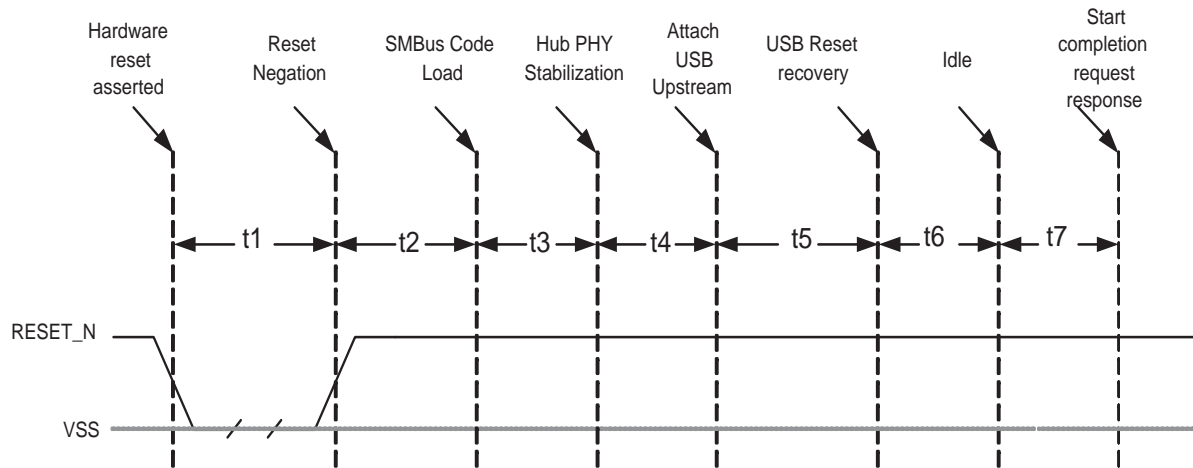 Hardware
reset
asserted
Reset
Negation
SMBus Code
Load
Hub PHY
Stabilization
Attach
USB
Upstream
USB Reset
recovery
Idle
Start
completion
request
response
t1
t2
t3
t4
t5
t6
t7
RESET_N
VSS